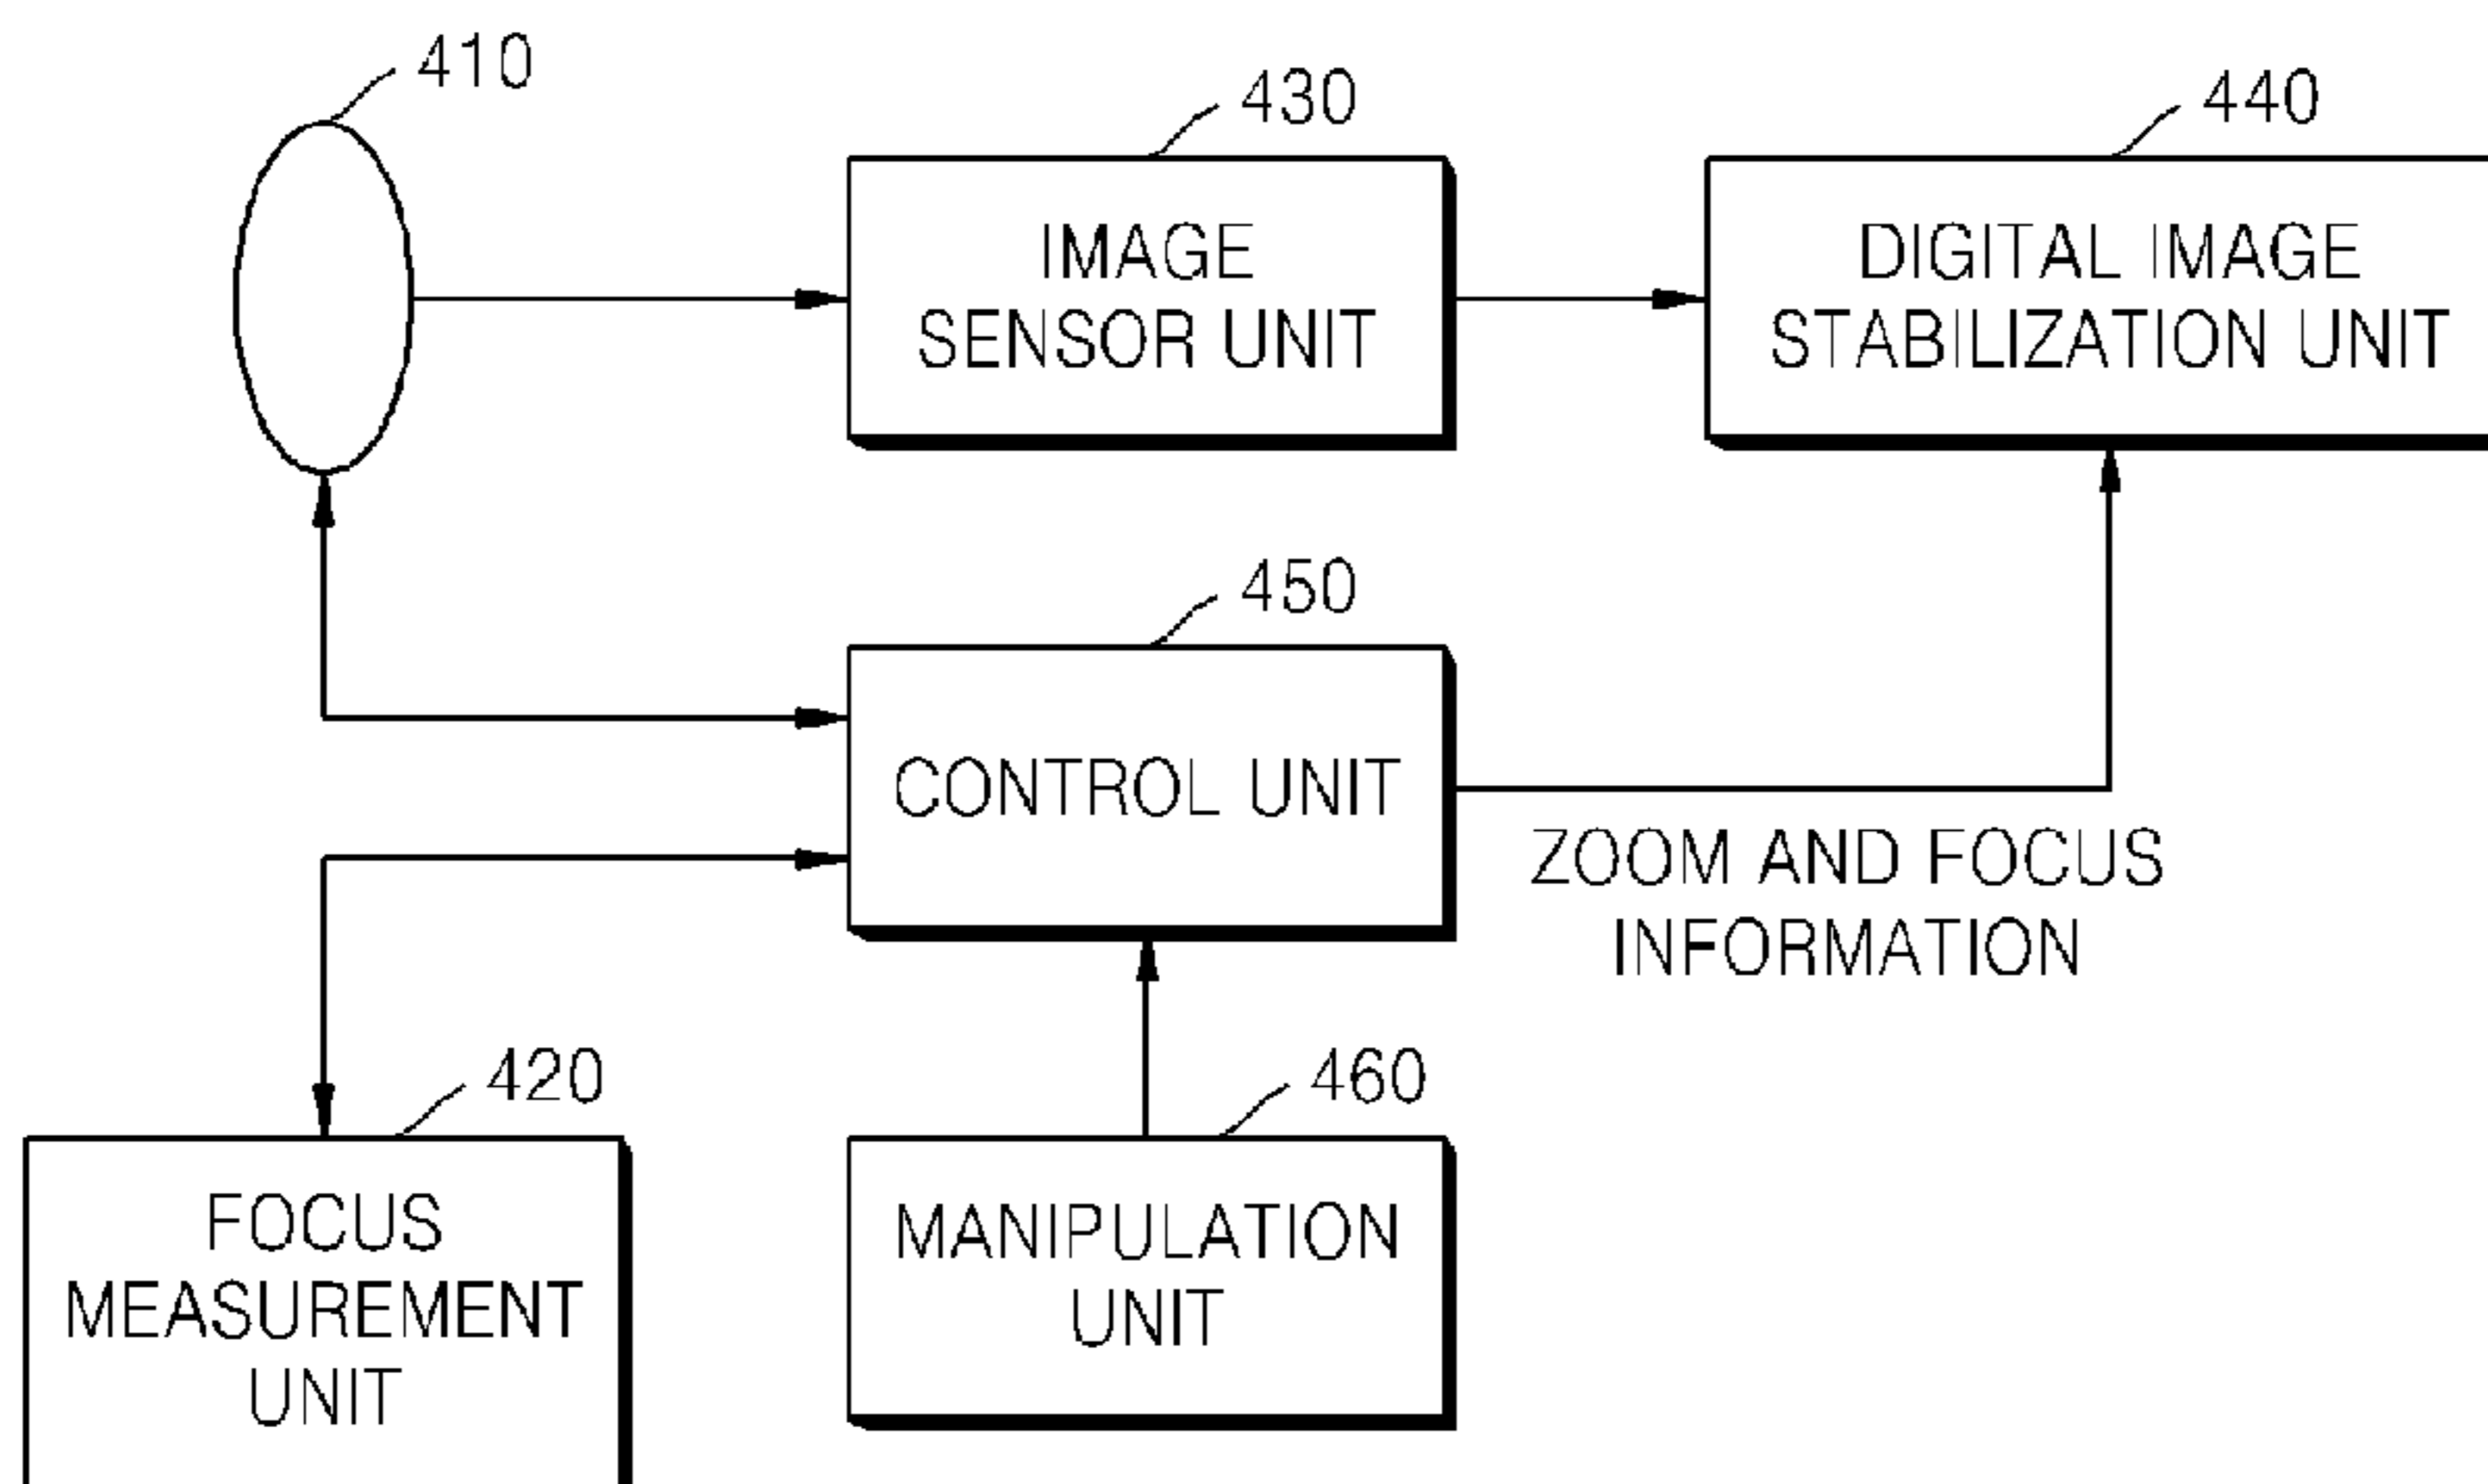 410
430
440
IMAGE
SENSOR UNIT
DIGITAL IMAGE
STABILIZATION UNIT
450
CONTROL UNIT
ZOOM AND FOCUS
INFORMATION
420
460
FOCUS
MEASUREMENT
UNIT
MANIPULATION
UNIT